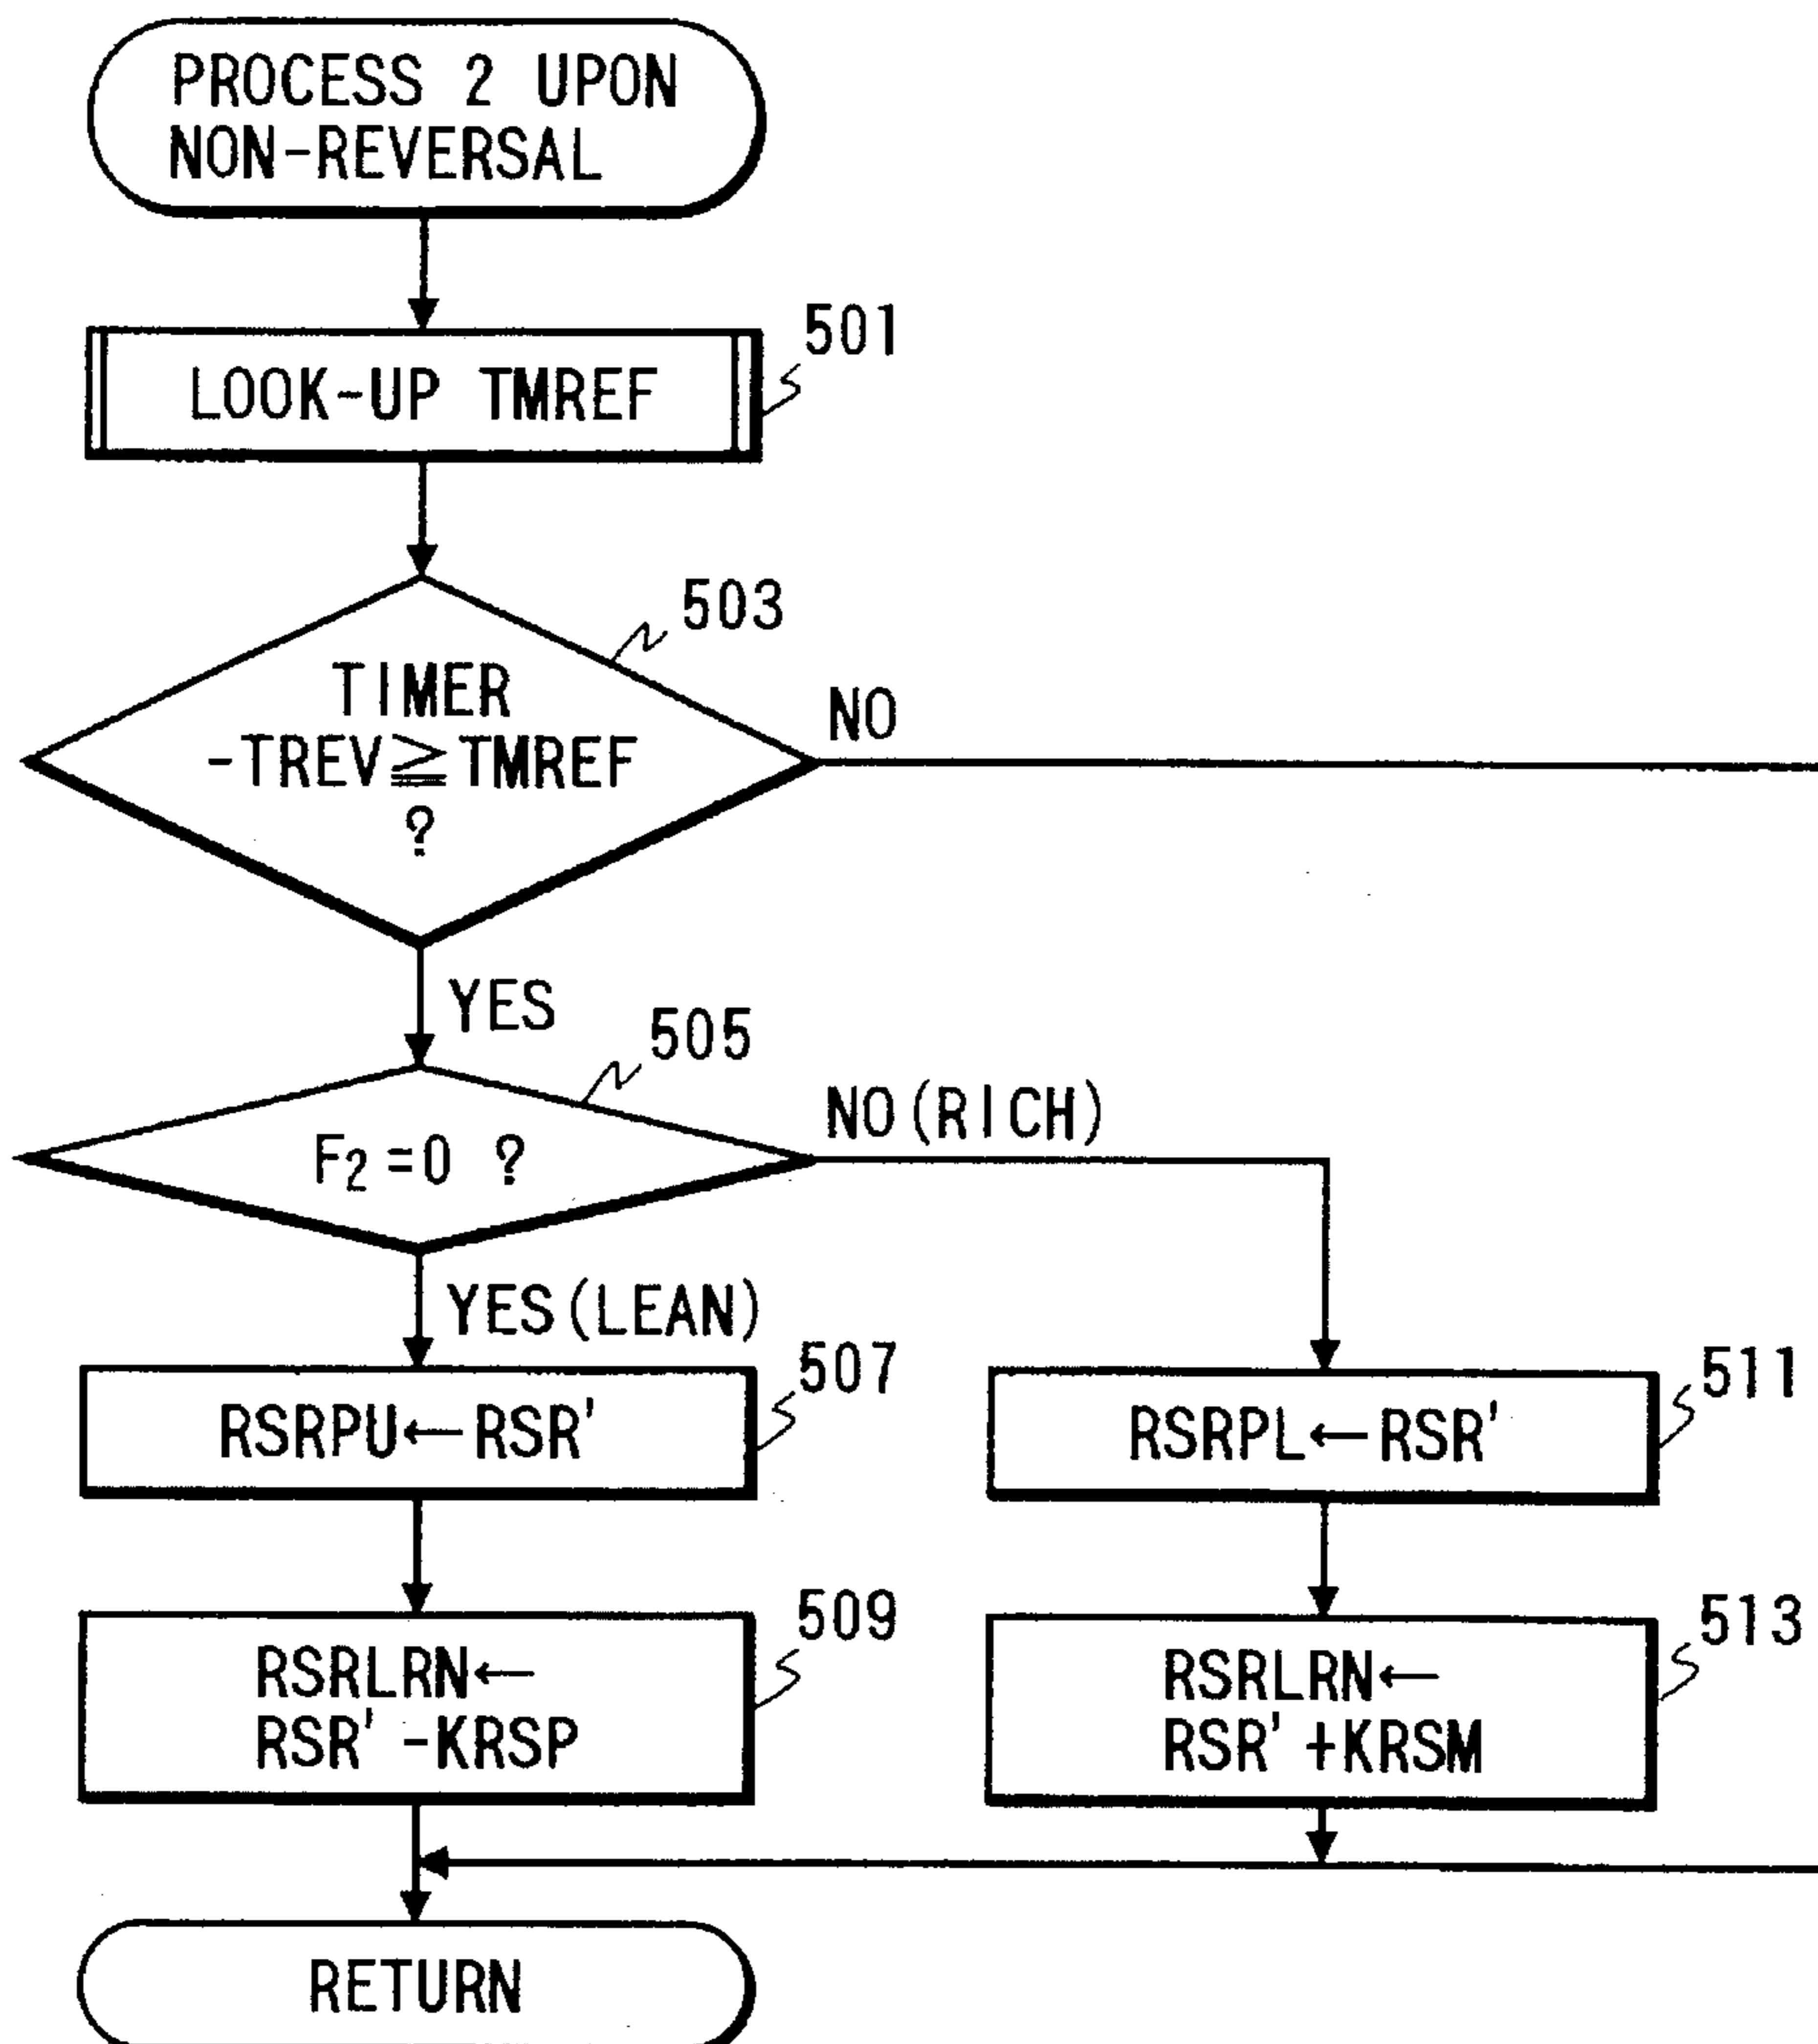 PROCESS 2 UPON
NON-REVERSAL
501
LOOK-UP TMREF
503
TIMER
-TREV≧TMREF
?
NO
YES
505
F₂=0 ?
NO(RICH)
YES(LEAN)
507
RSRPU←RSR'
511
RSRPL←RSR'
509
RSRLRN←
RSR'-KRSP
513
RSRLRN←
RSR'+KRSM
RETURN